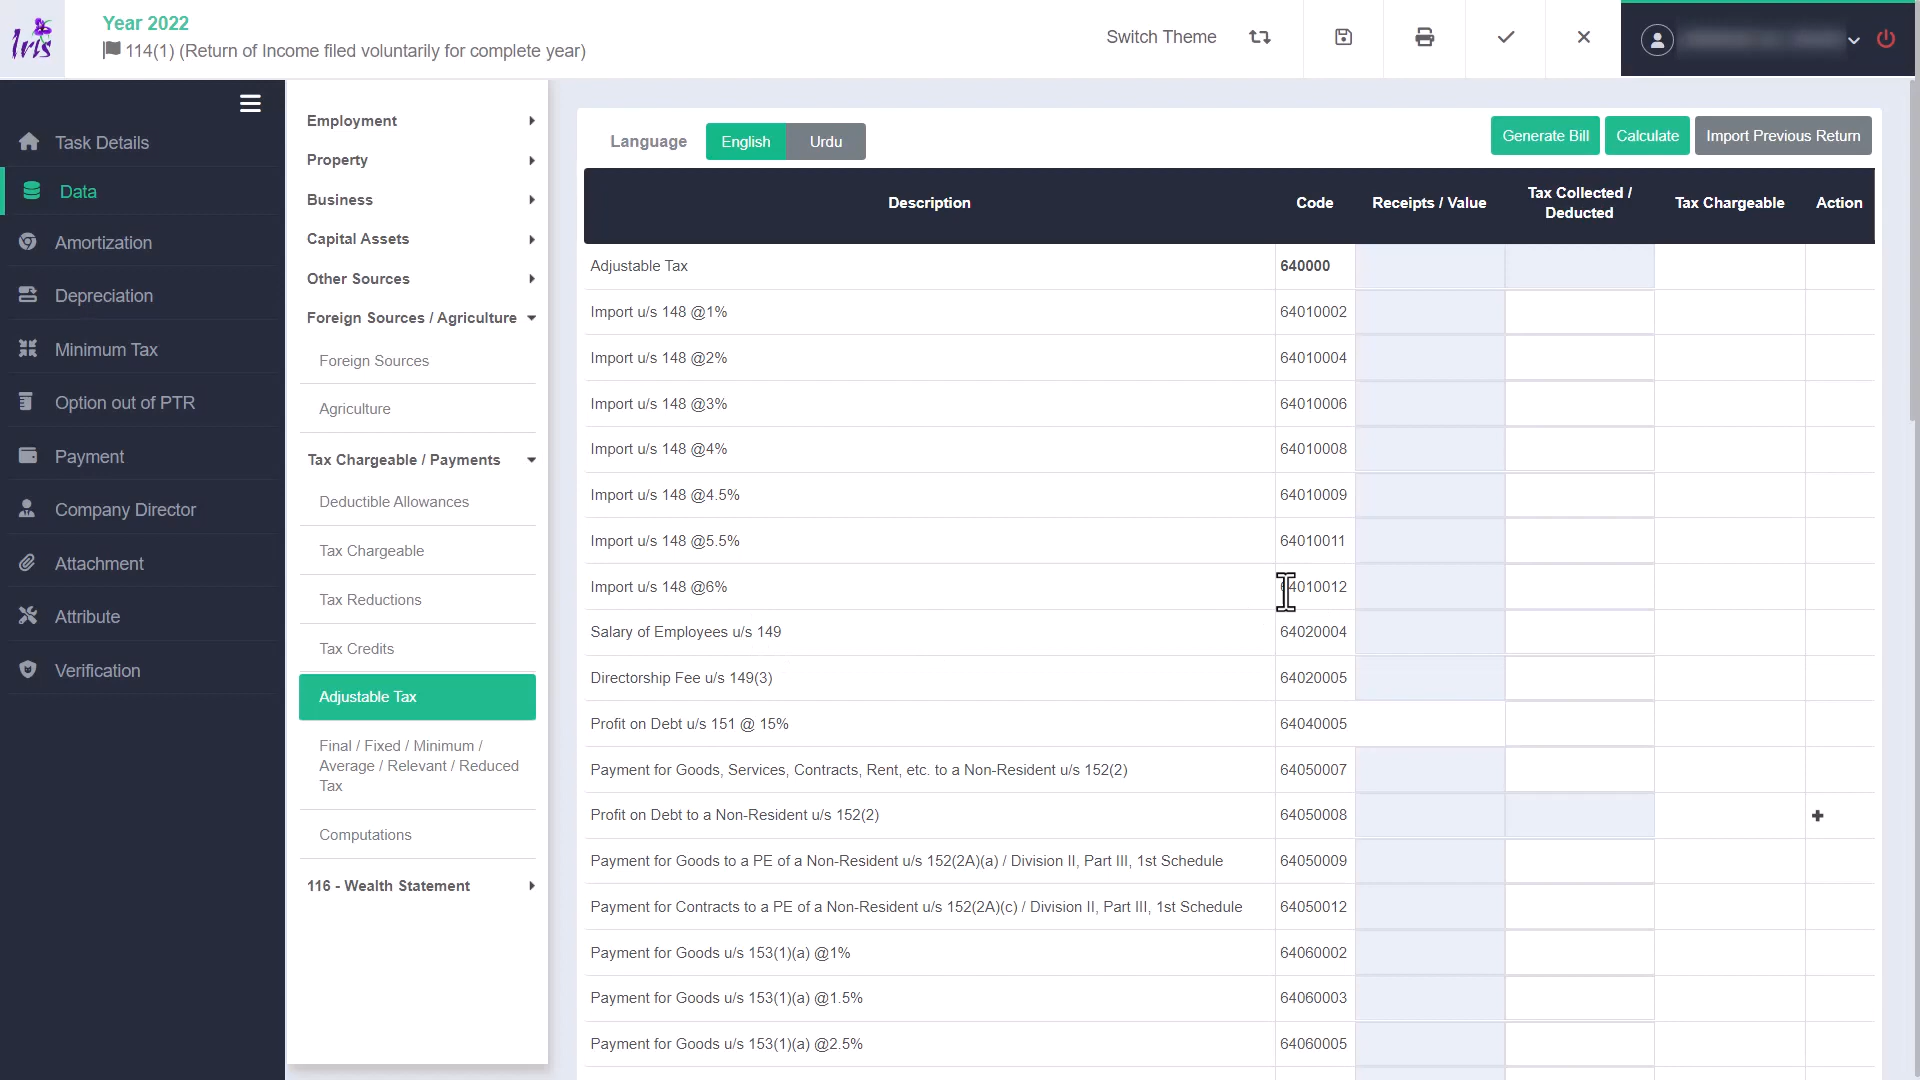 Iris
Year 2022
114(1) (Return of Income filed voluntarily for complete year)
Switch Theme
Task Details
Data
Amortization
Depreciation
Minimum Tax
Option out of PTR
Payment
Company Director
Attachment
Attribute
Verification
Employment
Property
Business
Capital Assets
Other Sources
Foreign Sources / Agriculture
Foreign Sources
Agriculture
Tax Chargeable / Payments
Deductible Allowances
Tax Chargeable
Tax Reductions
Tax Credits
Adjustable Tax
Final / Fixed / Minimum /
Average / Relevant / Reduced
Tax
Computations
116 - Wealth Statement
Language English Urdu
Generate Bill Calculate Import Previous Return
Description Code Receipts / Value Tax Collected / Deducted Tax Chargeable Action
Adjustable Tax 640000
Import u/s 148 @1% 64010002
Import u/s 148 @2% 64010004
Import u/s 148 @3% 64010006
Import u/s 148 @4% 64010008
Import u/s 148 @4.5% 64010009
Import u/s 148 @5.5% 64010011
Import u/s 148 @6% 64010012
Salary of Employees u/s 149 64020004
Directorship Fee u/s 149(3) 64020005
Profit on Debt u/s 151 @ 15% 64040005
Payment for Goods, Services, Contracts, Rent, etc. to a Non-Resident u/s 152(2) 64050007
Profit on Debt to a Non-Resident u/s 152(2) 64050008
Payment for Goods to a PE of a Non-Resident u/s 152(2A)(a) / Division II, Part III, 1st Schedule 64050009
Payment for Contracts to a PE of a Non-Resident u/s 152(2A)(c) / Division II, Part III, 1st Schedule 64050012
Payment for Goods u/s 153(1)(a) @1% 64060002
Payment for Goods u/s 153(1)(a) @1.5% 64060003
Payment for Goods u/s 153(1)(a) @2.5% 64060005